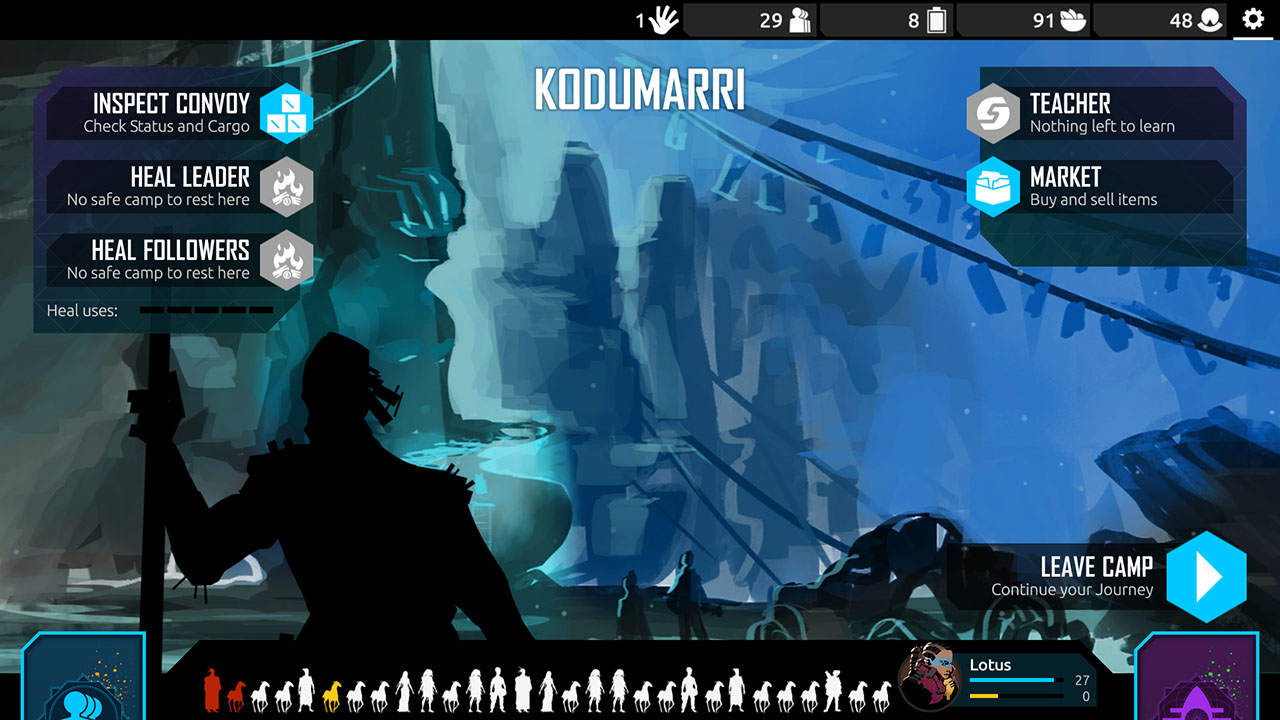 1
29
8
91
48
KODUMARRI
INSPECT CONVOY
Check Status and Cargo
HEAL LEADER
No safe camp to rest here
HEAL FOLLOWERS
No safe camp to rest here
Heal uses:
TEACHER
Nothing left to learn
MARKET
Buy and sell items
LEAVE CAMP
Continue your Journey
Lotus
27
0